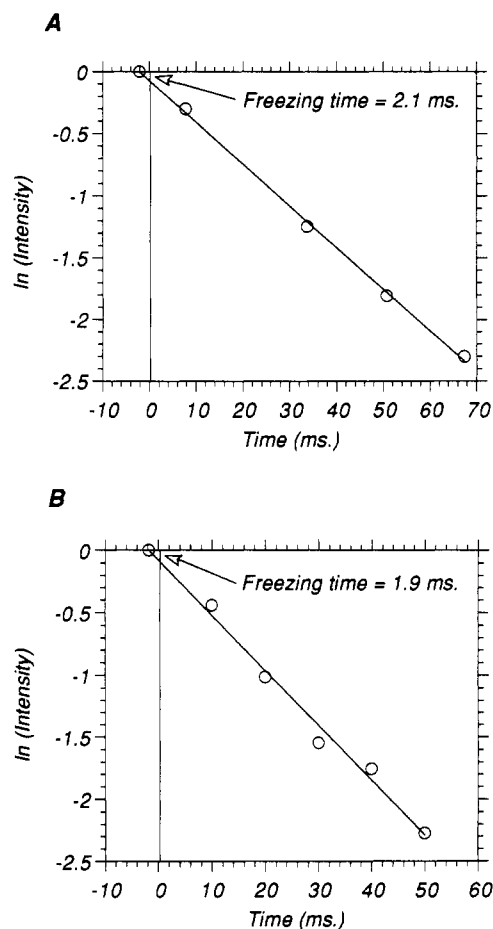 A
0
-0.5
-1
-1.5
-2
-2.5
ln (Intensity)
Freezing time = 2.1 ms.
-10 0 10 20 30 40 50 60 70
Time (ms.)
B
0
-0.5
-1
-1.5
-2
-2.5
ln (Intensity)
Freezing time = 1.9 ms.
-10 0 10 20 30 40 50 60
Time (ms.)